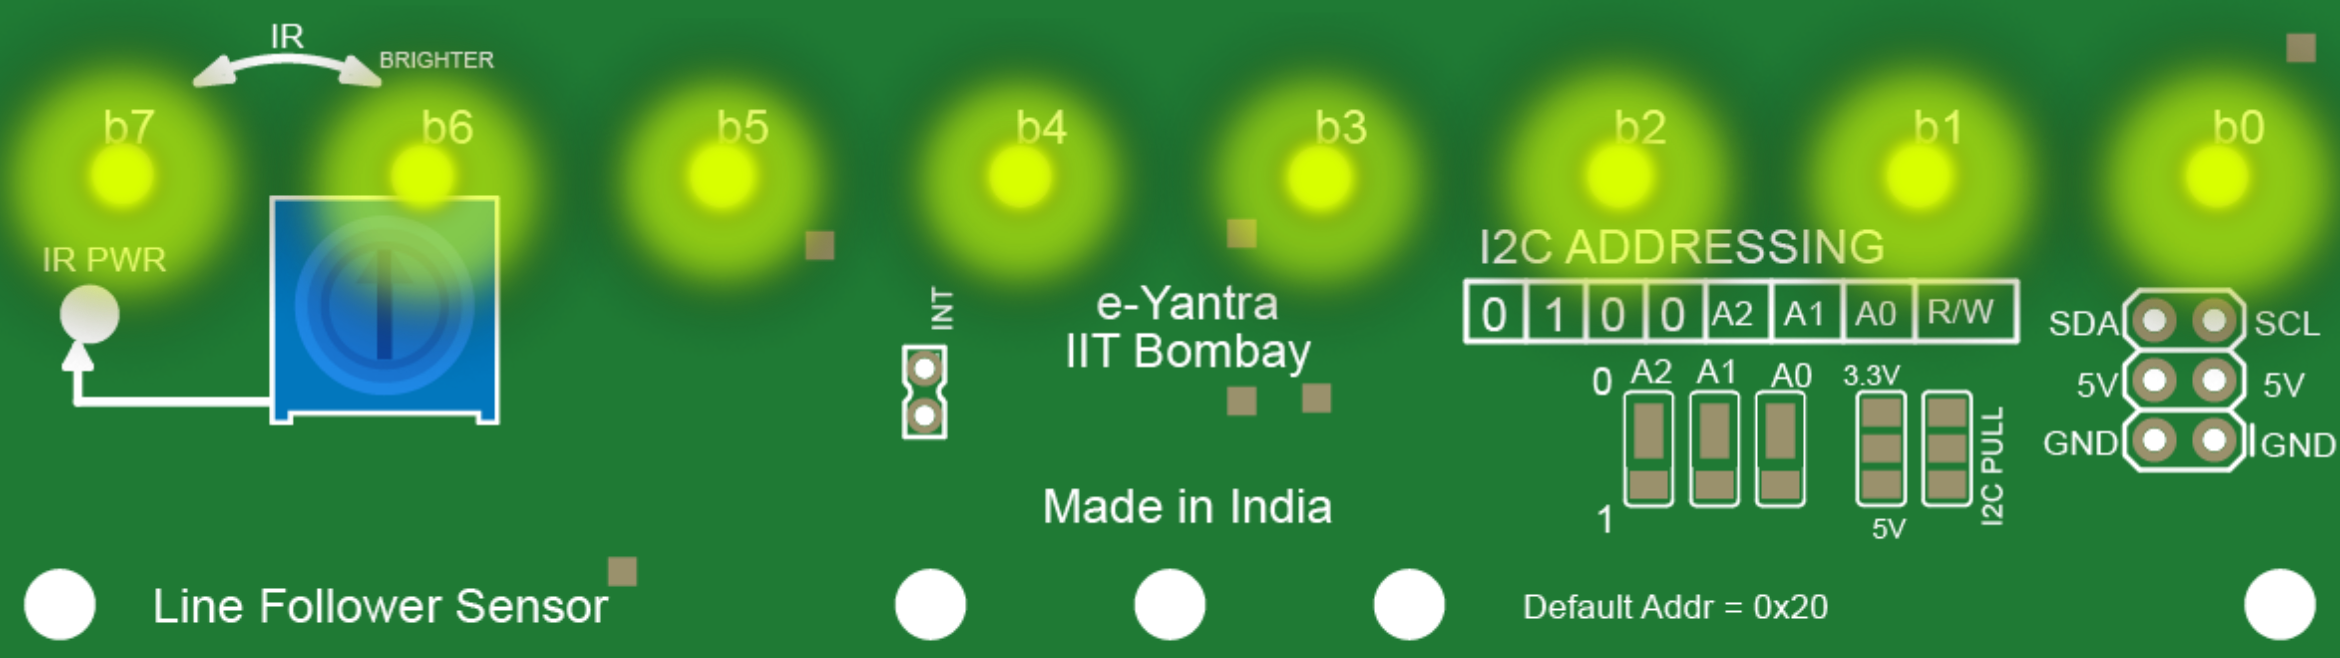 IR
BRIGHTER
b7 b6 b5 b4 b3 b2 b1 b0
IR PWR
I2C ADDRESSING
0 1 0 0 A2 A1 A0 R/W
INT
e-Yantra
IIT Bombay
SDA SCL
5V 5V
GND GND
0 A2 A1 A0 3.3V
1 5V
I2C PULL
Made in India
Line Follower Sensor
Default Addr = 0x20